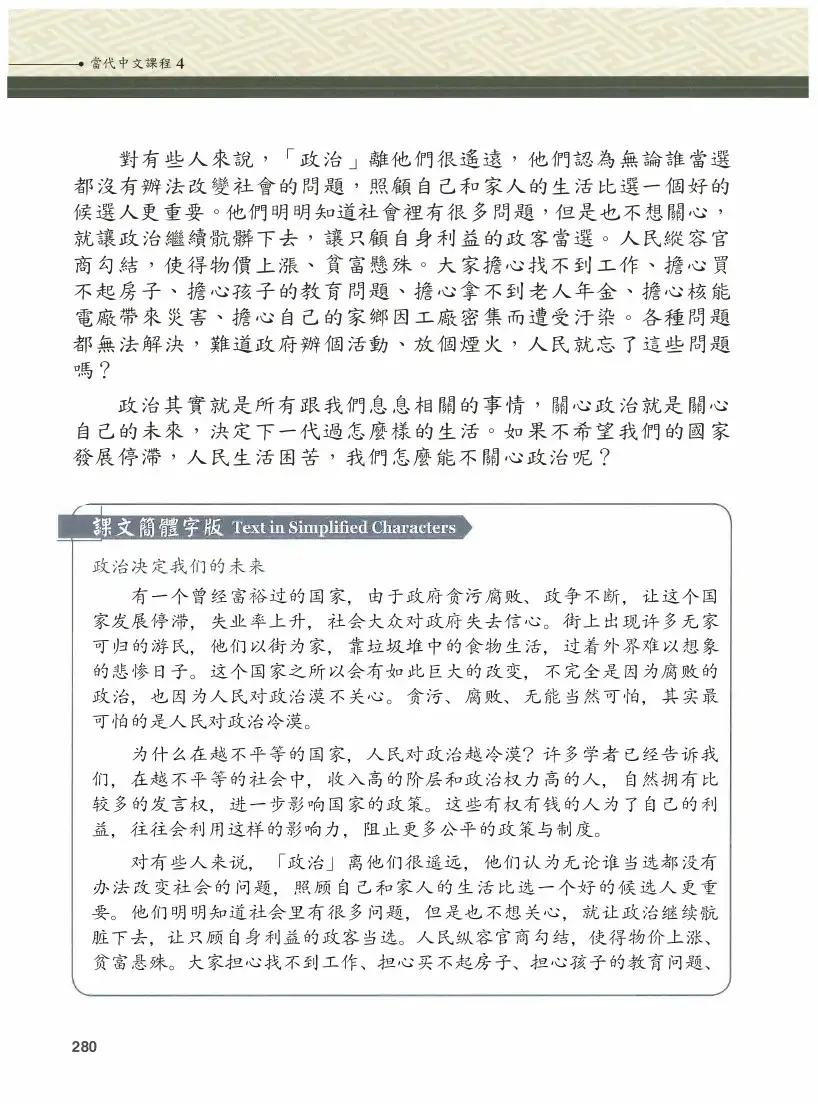 當代中文課程 4
對有些人來說，「政治」離他們很遙遠，他們認為無論誰當選
都沒有辦法改變社會的問題，照顧自己和家人的生活比選一個好的
候選人更重要。他們明明知道社會裡有很多問題，但是也不想關心，
就讓政治繼續骯髒下去，讓只顧自身利益的政客當選。人民縱容官
商勾結，使得物價上漲、貧富懸殊。大家擔心找不到工作、擔心買
不起房子、擔心孩子的教育問題、擔心拿不到老人年金、擔心核能
電廠帶來災害、擔心自己的家鄉因工廠密集而遭受汙染。各種問題
都無法解決，難道政府辦個活動、放個煙火，人民就忘了這些問題
嗎？
政治其實就是所有跟我們息息相關的事情，關心政治就是關心
自己的未來，決定下一代過怎麼樣的生活。如果不希望我們的國家
發展停滯，人民生活困苦，我們怎麼能不關心政治呢？
課文簡體字版 Text in Simplified Characters
政治决定我们的未来
有一个曾经富裕过的国家，由于政府贪污腐败、政争不断，让这个国
家发展停滞，失业率上升，社会大众对政府失去信心。街上出现许多无家
可归的游民，他们以街为家，靠垃圾堆中的食物生活，过着外界难以想象
的悲惨日子。这个国家之所以会有如此巨大的改变，不完全是因为腐败的
政治，也因为人民对政治漠不关心。贪污、腐败、无能当然可怕，其实最
可怕的是人民对政治冷漠。
为什么在越不平等的国家，人民对政治越冷漠？许多学者已经告诉我
们，在越不平等的社会中，收入高的阶层和政治权力高的人，自然拥有比
较多的发言权，进一步影响国家的政策。这些有权有钱的人为了自己的利
益，往往会利用这样的影响力，阻止更多公平的政策与制度。
对有些人来说，「政治」离他们很遥远，他们认为无论谁当选都没有
办法改变社会的问题，照顾自己和家人的生活比选一个好的候选人更重
要。他们明明知道社会里有很多问题，但是也不想关心，就让政治继续肮
脏下去，让只顾自身利益的政客当选。人民纵容官商勾结，使得物价上涨、
贫富悬殊。大家担心找不到工作、担心买不起房子、担心孩子的教育问题、
280